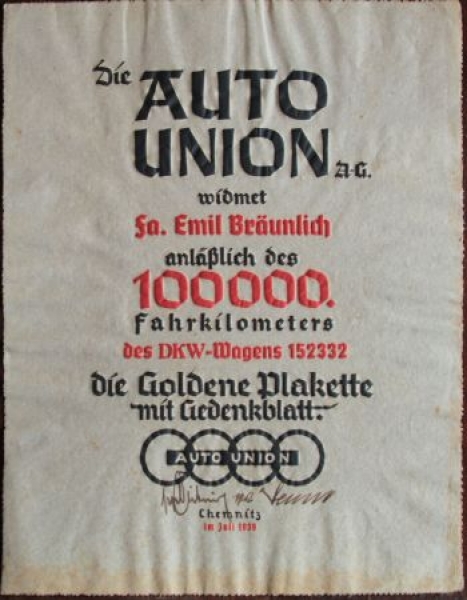 Die AUTO
UNION A-G.
widmet
Fa. Emil Bräunlich
anläßlich des
100000.
Fahrkilometers
des DKW-Wagens 152332
die Goldene Plakette
mit Gedenkblatt.
AUTO UNION
Chemnitz
im Juli 1939